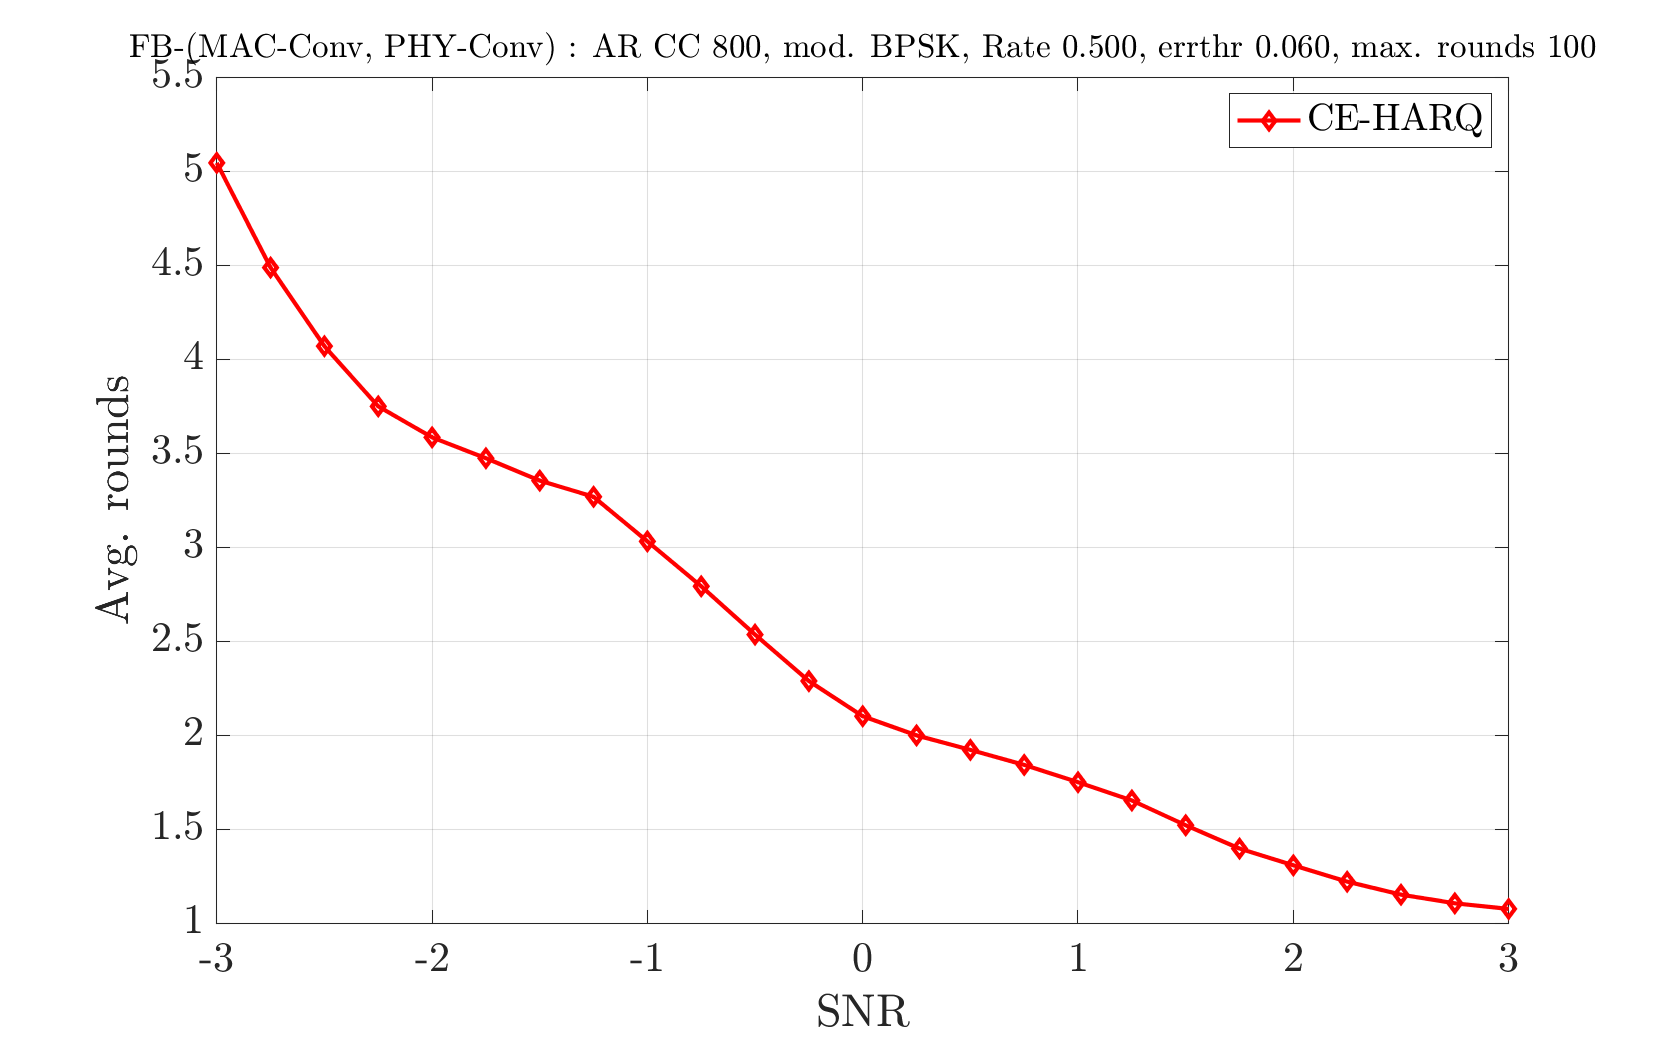 FB-(MAC-Conv, PHY-Conv) : AR CC 800, mod. BPSK, Rate 0.500, errthr 0.060, max. rounds 100
CE-HARQ
5.5
5
4.5
4
3.5
3
2.5
2
1.5
1
Avg. rounds
-3 -2 -1 0 1 2 3
SNR